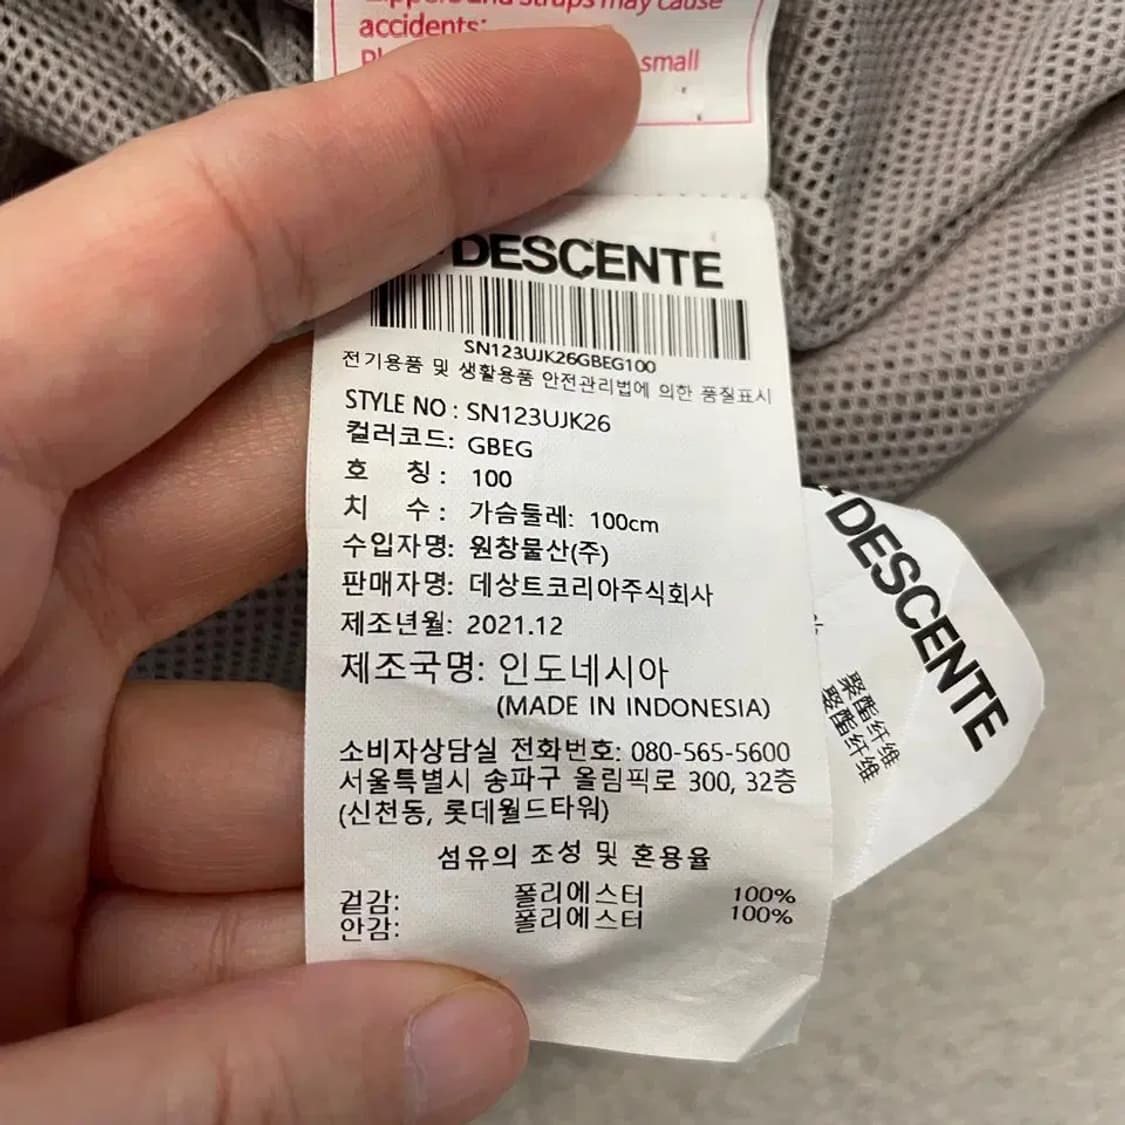 Zippers and straps may cause
accidents:
small
DESCENTE
SN123UJK26GBEG100
전기용품 및 생활용품 안전관리법에 의한 품질표시
STYLE NO : SN123UJK26
컬러코드: GBEG
호 칭 : 100
치 수 : 가슴둘레: 100cm
수입자명: 원창물산(주)
판매자명: 데상트코리아주식회사
제조년월: 2021.12
제조국명: 인도네시아
(MADE IN INDONESIA)
소비자상담실 전화번호: 080-565-5600
서울특별시 송파구 올림픽로 300, 32층
(신천동, 롯데월드타워)
섬유의 조성 및 혼용율
겉감: 폴리에스터 100%
안감: 폴리에스터 100%
DESCENTE
聚酯纤维
聚酯纤维